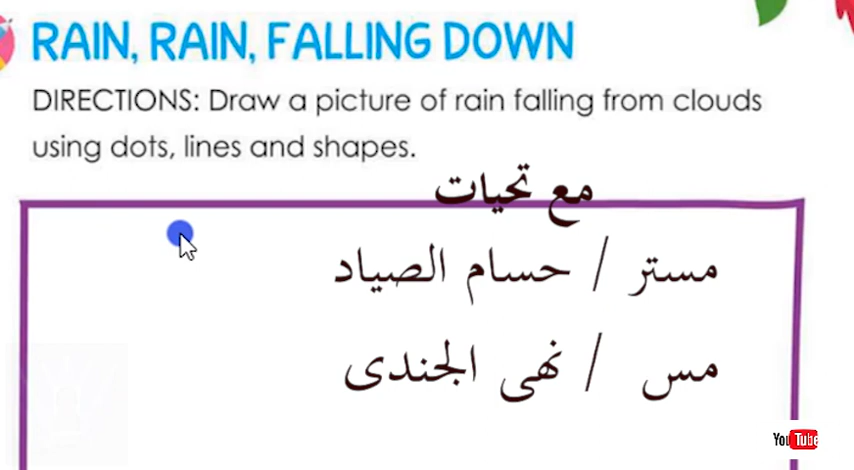 RAIN, RAIN, FALLING DOWN
DIRECTIONS: Draw a picture of rain falling from clouds
using dots, lines and shapes.
مع تحيات
مستر / حسام الصياد
مس / نهى الجندى
YouTube